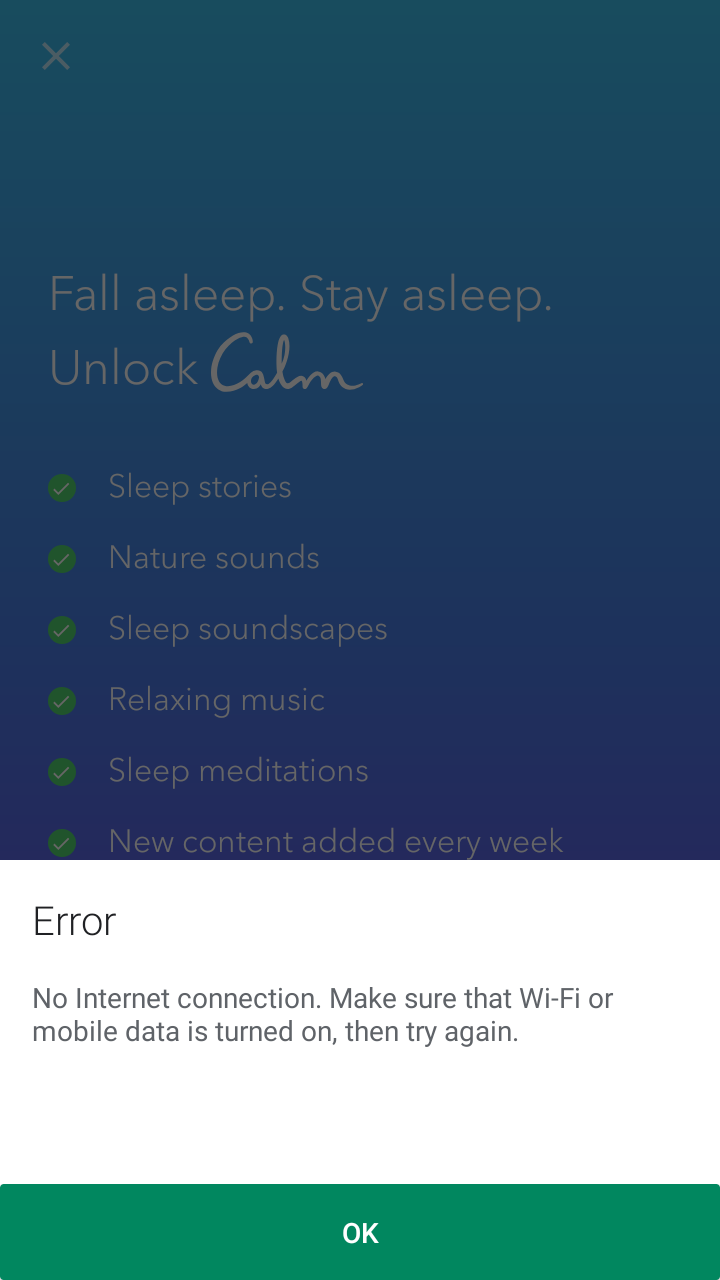 Fall asleep. Stay asleep.
Unlock Calm
Sleep stories
Nature sounds
Sleep soundscapes
Relaxing music
Sleep meditations
New content added every week
Error
No Internet connection. Make sure that Wi-Fi or
mobile data is turned on, then try again.
OK